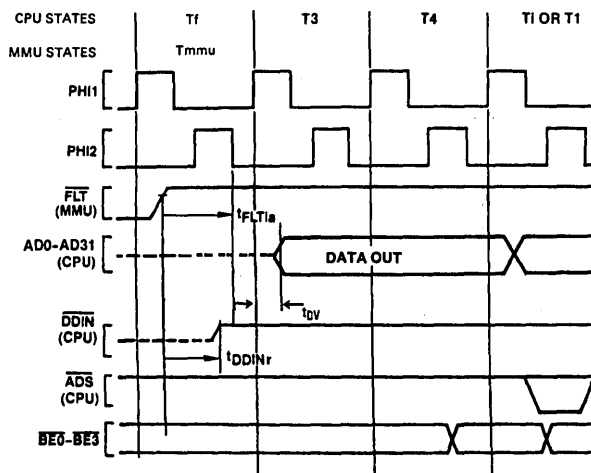 CPU STATES Tf T3 T4 Ti OR T1
MMU STATES Tmmu
PHI1
PHI2
FLT
(MMU)
tFLTIa
AD0-AD31
(CPU)
DATA OUT
tDV
DDIN
(CPU)
tDDINr
ADS
(CPU)
BE0-BE3